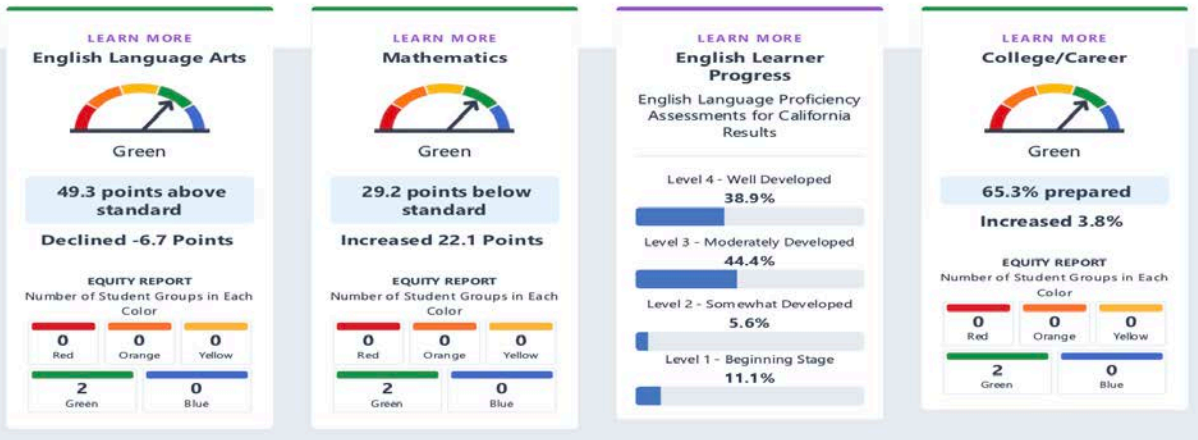 LEARN MORE
English Language Arts
Green
49.3 points above
standard
Declined -6.7 Points
EQUITY REPORT
Number of Student Groups in Each
Color
0
Red
0
Orange
0
Yellow
2
Green
0
Blue
LEARN MORE
Mathematics
Green
29.2 points below
standard
Increased 22.1 Points
EQUITY REPORT
Number of Student Groups in Each
Color
0
Red
0
Orange
0
Yellow
2
Green
0
Blue
LEARN MORE
English Learner
Progress
English Language Proficiency
Assessments for California
Results
Level 4 - Well Developed
38.9%
Level 3 - Moderately Developed
44.4%
Level 2 - Somewhat Developed
5.6%
Level 1 - Beginning Stage
11.1%
LEARN MORE
College/Career
Green
65.3% prepared
Increased 3.8%
EQUITY REPORT
Number of Student Groups in Each
Color
0
Red
0
Orange
0
Yellow
2
Green
0
Blue